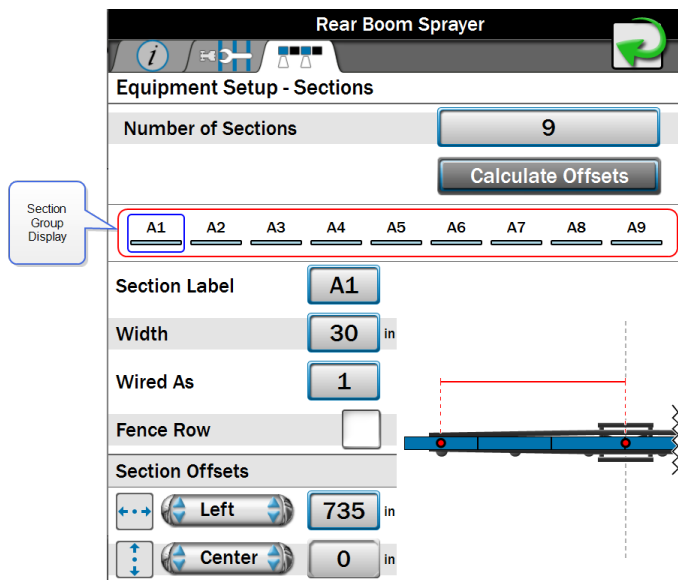 Rear Boom Sprayer
i
Equipment Setup - Sections
Number of Sections 9
Calculate Offsets
Section
Group
Display
A1 A2 A3 A4 A5 A6 A7 A8 A9
Section Label A1
Width 30 in
Wired As 1
Fence Row
Section Offsets
Left 735 in
Center 0 in